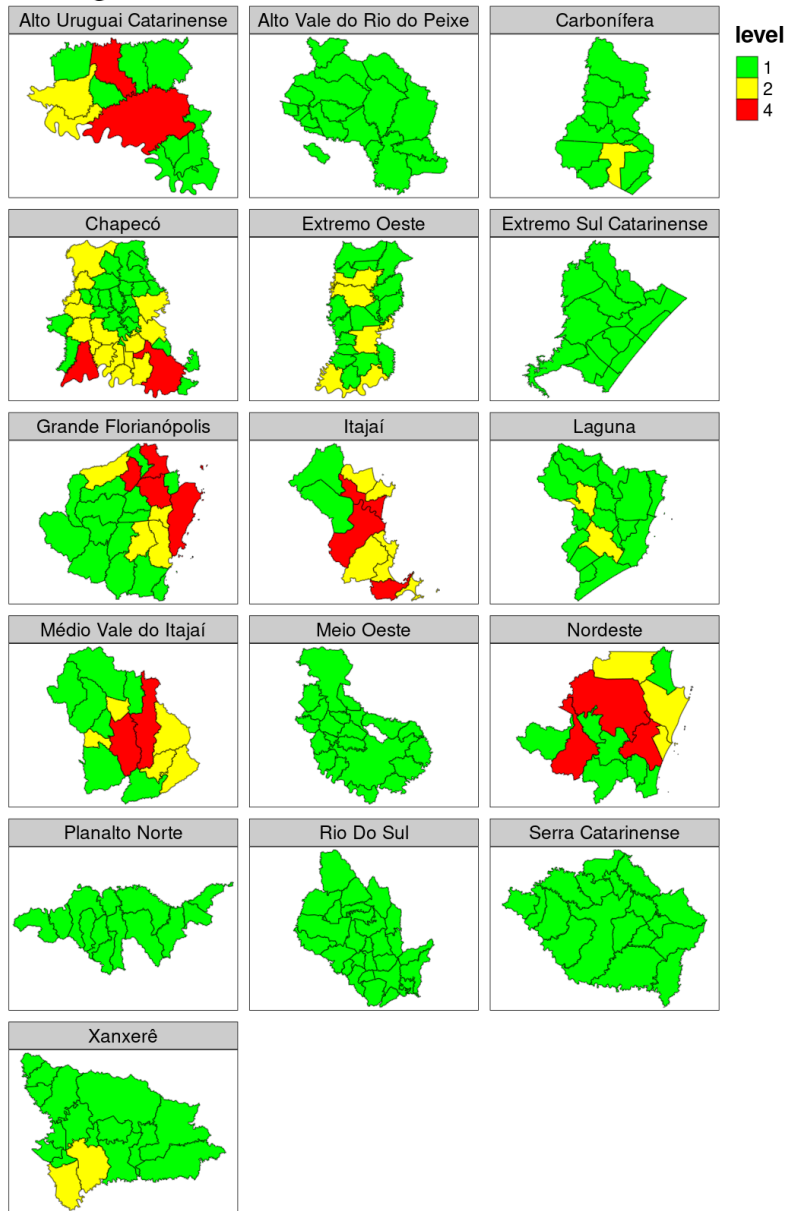 Alto Uruguai Catarinense
Alto Vale do Rio do Peixe
Carbonífera
level
1
2
4
Chapecó
Extremo Oeste
Extremo Sul Catarinense
Grande Florianópolis
Itajaí
Laguna
Médio Vale do Itajaí
Meio Oeste
Nordeste
Planalto Norte
Rio Do Sul
Serra Catarinense
Xanxerê